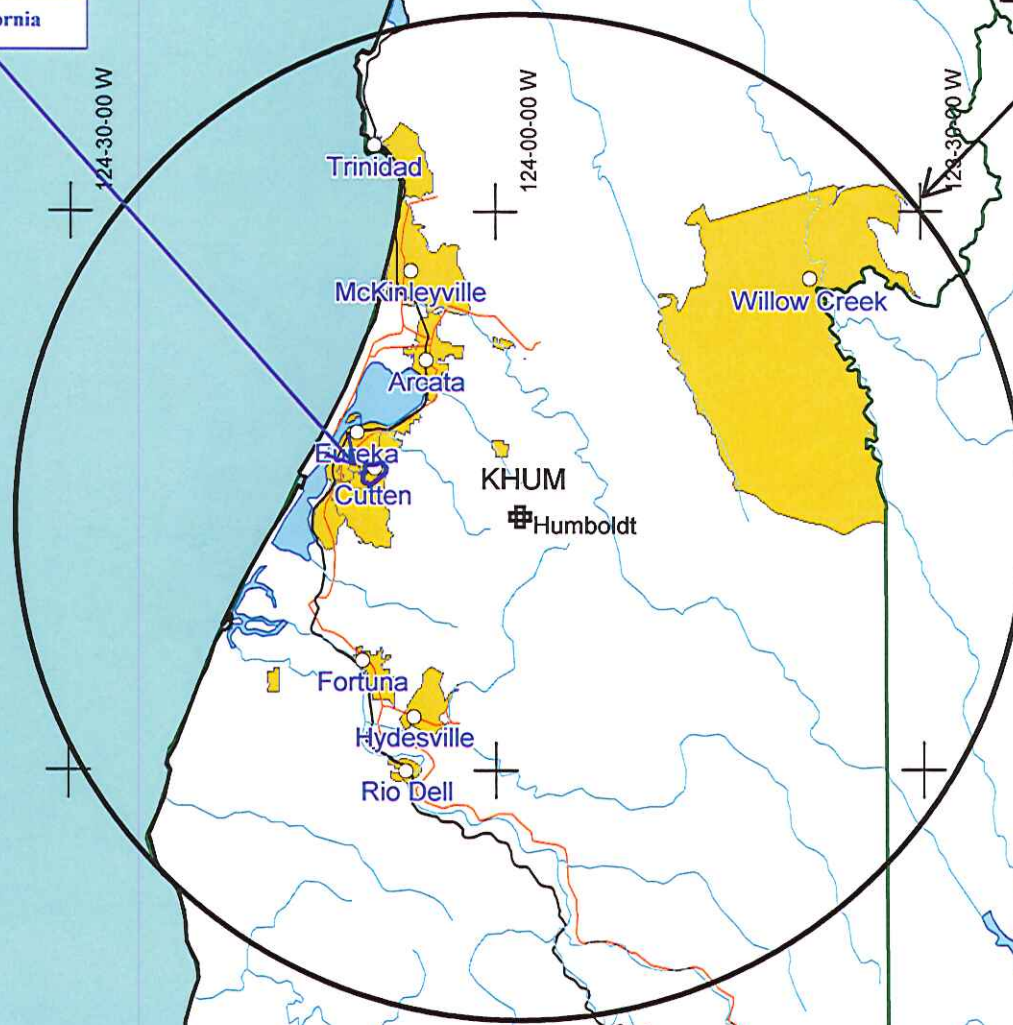 ornia
124-30-00 W
124-00-00 W
123-30-00 W
Trinidad
McKinleyville
Willow Creek
Arcata
Eureka
Cutten
KHUM
Humboldt
Fortuna
Hydesville
Rio Dell